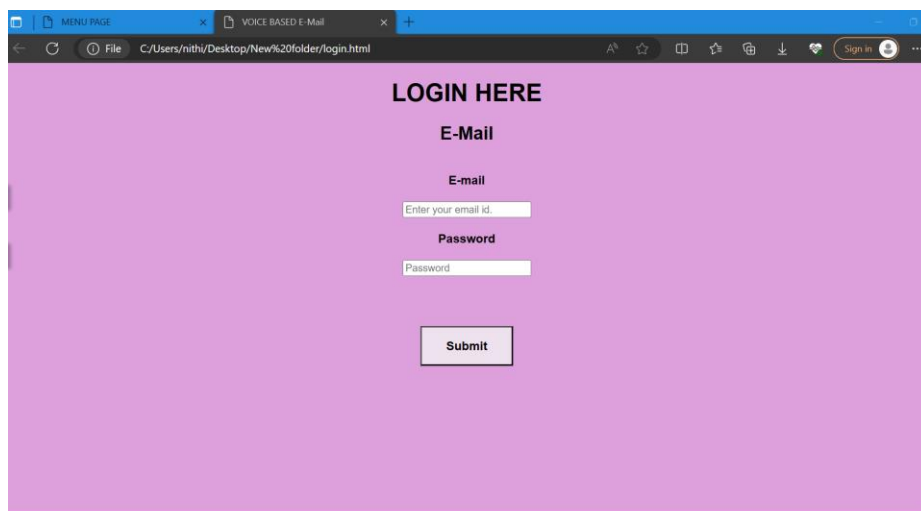 MENU PAGE
VOICE BASED E-Mail
File
C:/Users/nithi/Desktop/New%20folder/login.html
Sign in
LOGIN HERE
E-Mail
E-mail
Enter your email id.
Password
Password
Submit